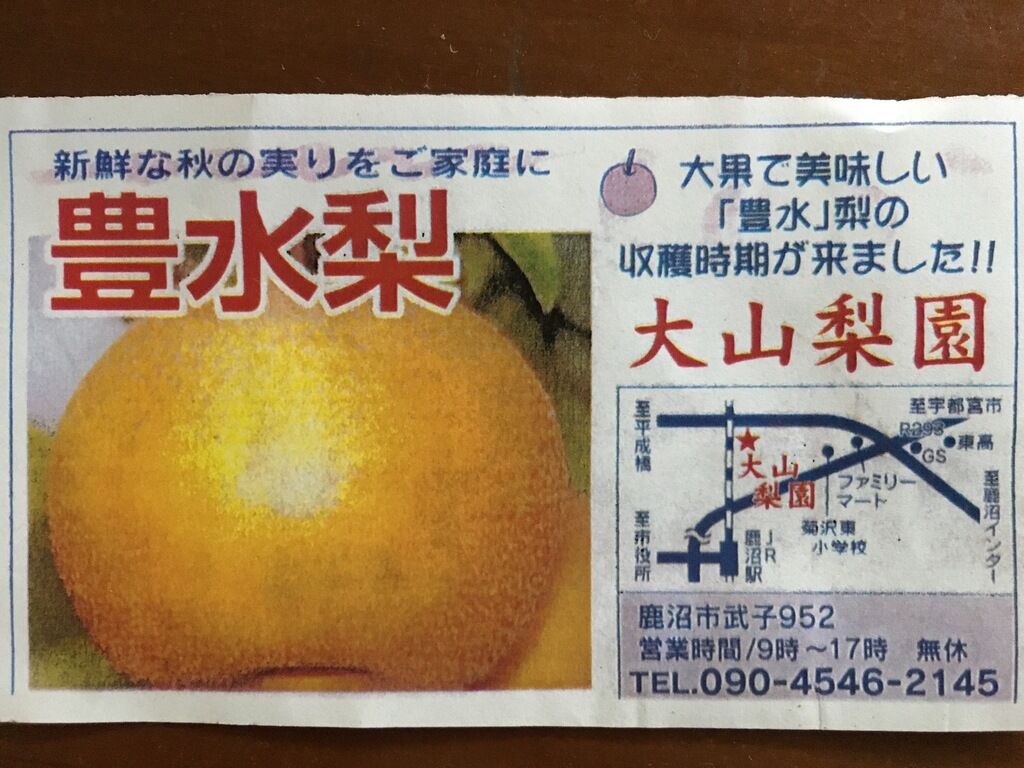 新鮮な秋の実りをご家庭に
豊水梨
大果で美味しい
「豊水」梨の
収穫時期が来ました!!
大山梨園
至平成橋
至宇都宮市
R293
東高
GS
大山
梨園
ファミリー
マート
菊沢東
小学校
至鹿沼インター
至市役所
JR
鹿沼駅
鹿沼市武子952
営業時間/9時〜17時 無休
TEL.090-4546-2145